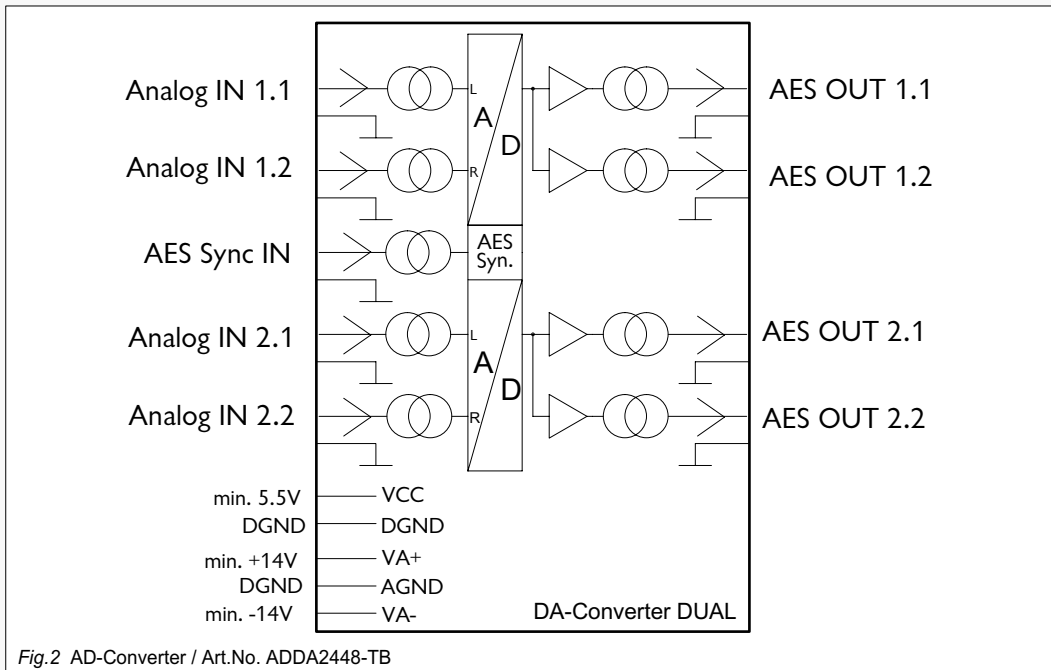 Analog IN 1.1
L
A
D
AES OUT 1.1
Analog IN 1.2
R
AES OUT 1.2
AES Sync IN
AES
Syn.
Analog IN 2.1
L
A
D
AES OUT 2.1
Analog IN 2.2
R
AES OUT 2.2
min. 5.5V VCC
DGND DGND
min. +14V VA+
DGND AGND
min. -14V VA-
DA-Converter DUAL
Fig.2 AD-Converter / Art.No. ADDA2448-TB